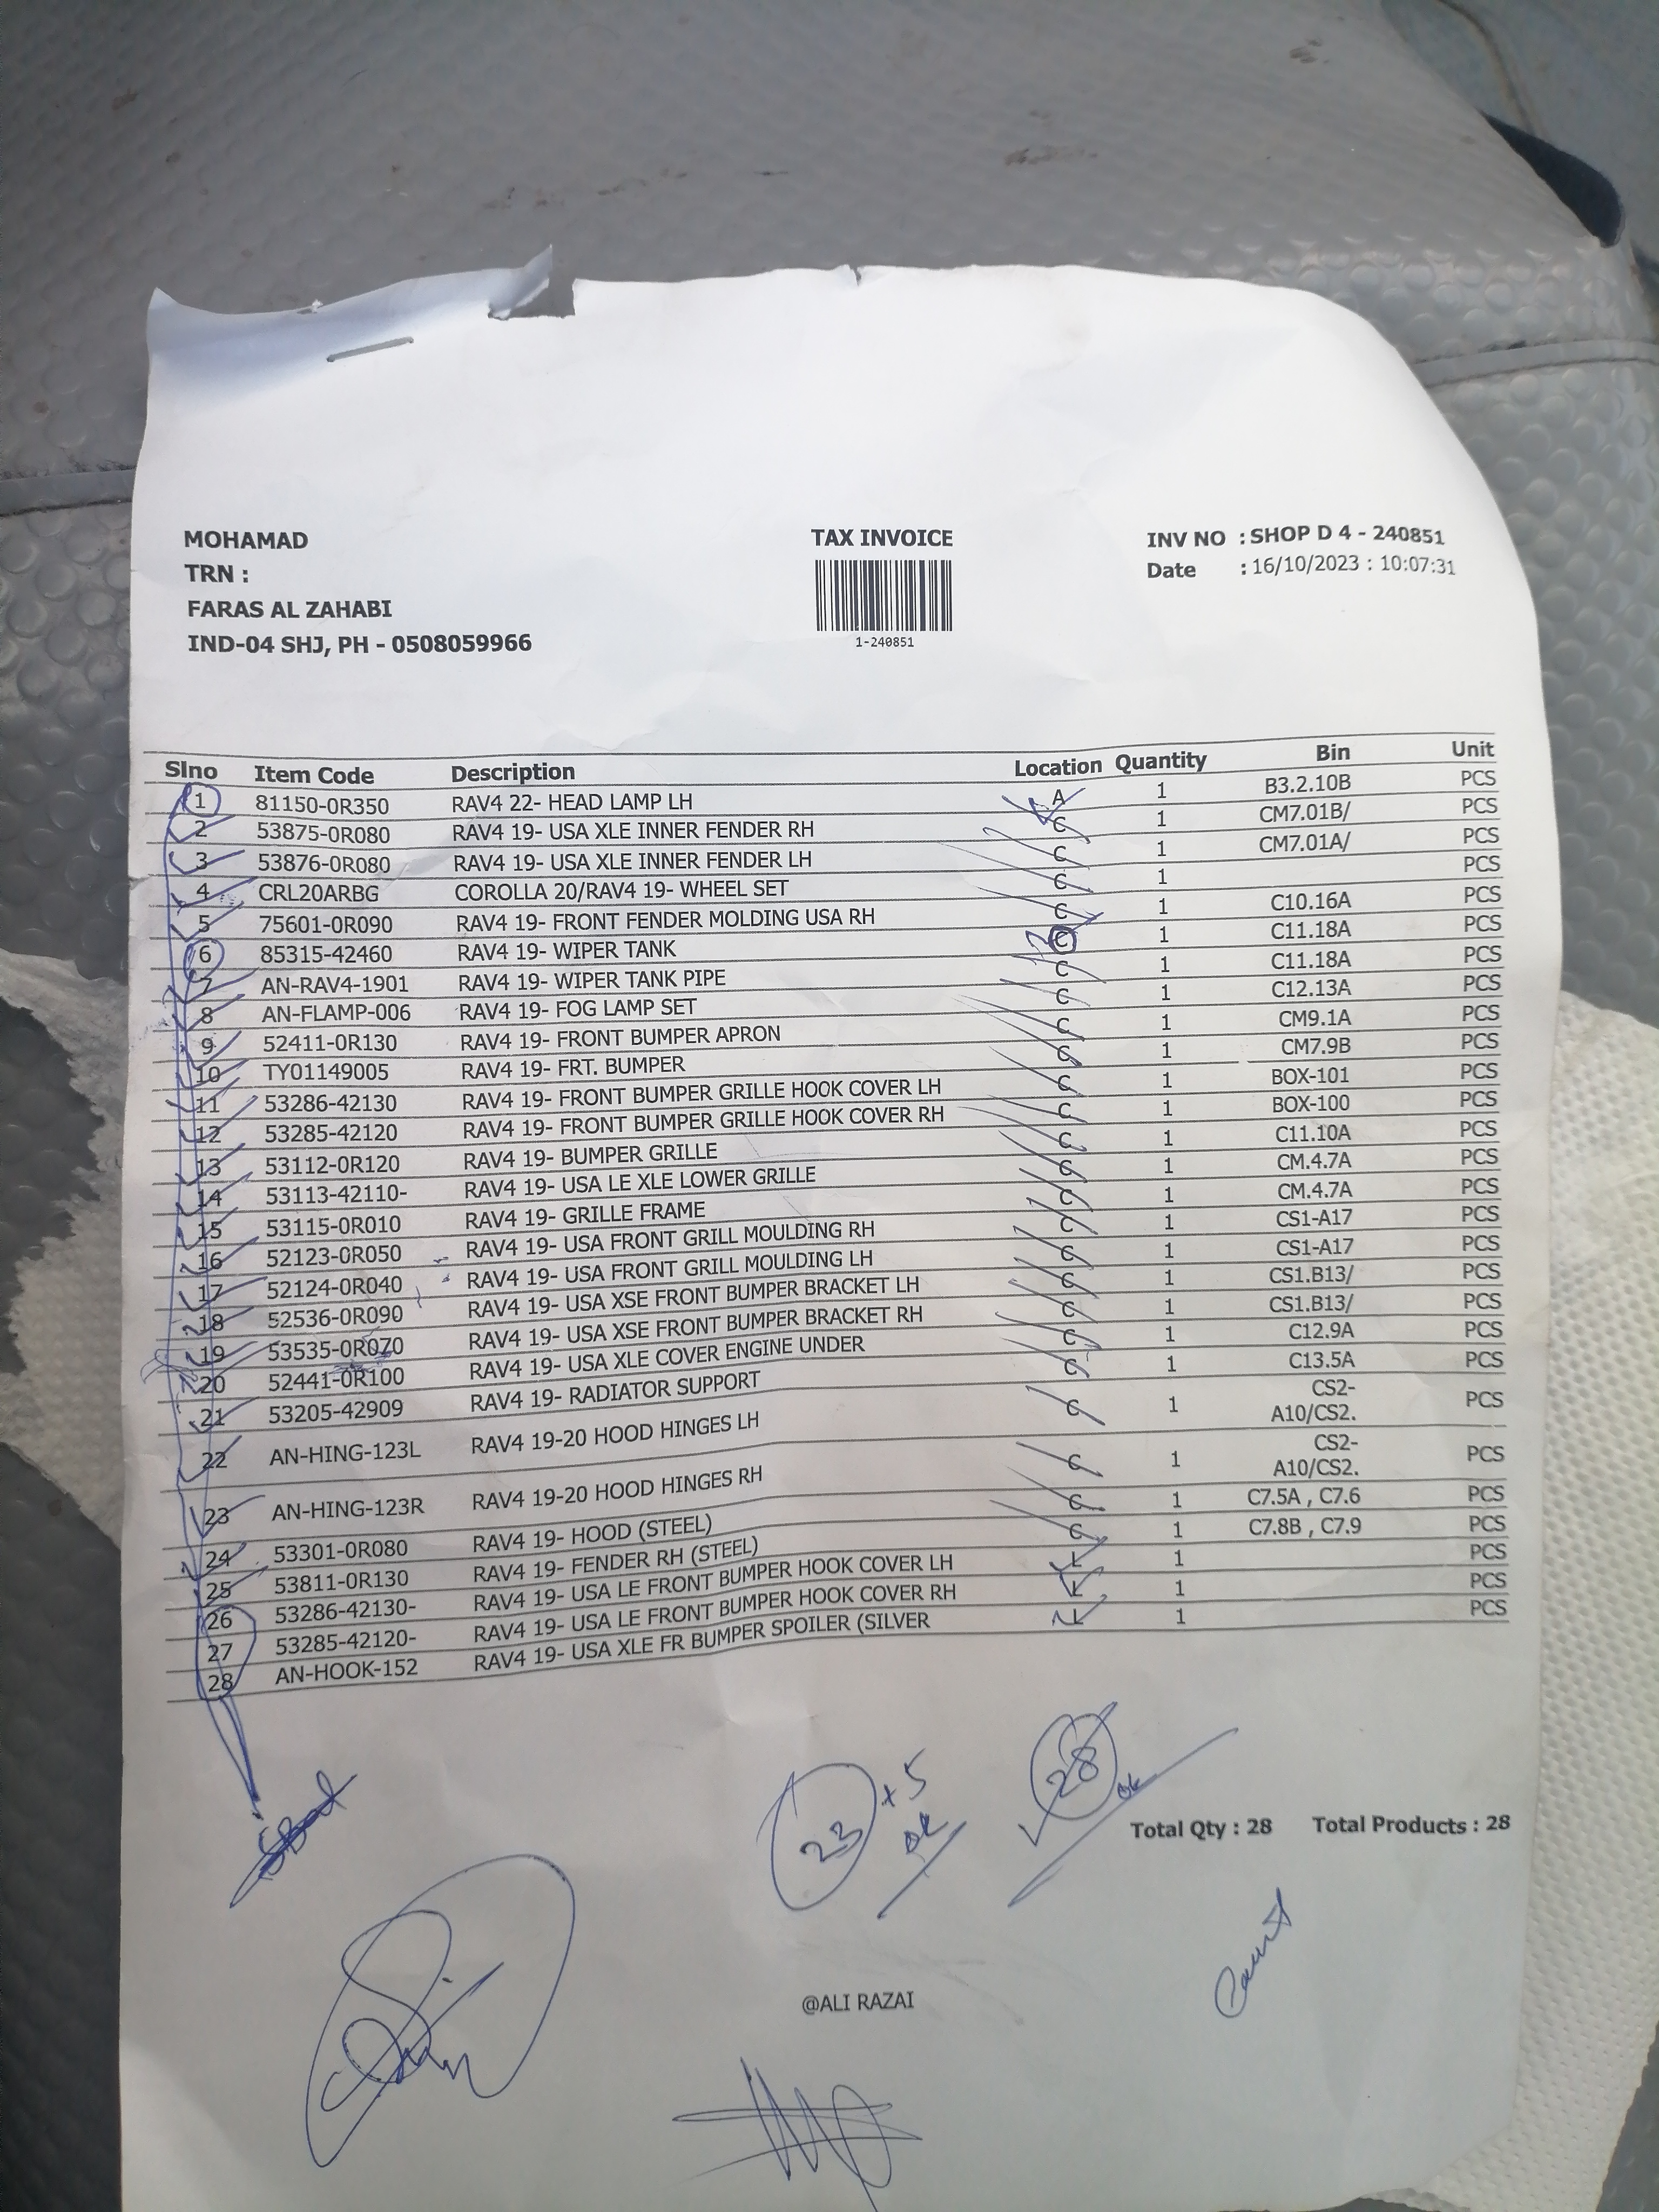 MOHAMAD
TRN :
FARAS AL ZAHABI
IND-04 SHJ, PH - 0508059966
TAX INVOICE
1-240851
INV NO : SHOP D 4 - 240851
Date : 16/10/2023 : 10:07:31
Slno Item Code Description Location Quantity Bin Unit
1 81150-0R350 RAV4 22- HEAD LAMP LH A 1 B3.2.10B PCS
2 53875-0R080 RAV4 19- USA XLE INNER FENDER RH C 1 CM7.01B/ PCS
3 53876-0R080 RAV4 19- USA XLE INNER FENDER LH C 1 CM7.01A/ PCS
4 CRL20ARBG COROLLA 20/RAV4 19- WHEEL SET C 1 PCS
5 75601-0R090 RAV4 19- FRONT FENDER MOLDING USA RH C 1 C10.16A PCS
6 85315-42460 RAV4 19- WIPER TANK C 1 C11.18A PCS
7 AN-RAV4-1901 RAV4 19- WIPER TANK PIPE C 1 C11.18A PCS
8 AN-FLAMP-006 RAV4 19- FOG LAMP SET C 1 C12.13A PCS
9 52411-0R130 RAV4 19- FRONT BUMPER APRON C 1 CM9.1A PCS
10 TY01149005 RAV4 19- FRT. BUMPER C 1 CM7.9B PCS
11 53286-42130 RAV4 19- FRONT BUMPER GRILLE HOOK COVER LH C 1 BOX-101 PCS
12 53285-42120 RAV4 19- FRONT BUMPER GRILLE HOOK COVER RH C 1 BOX-100 PCS
13 53112-0R120 RAV4 19- BUMPER GRILLE C 1 C11.10A PCS
14 53113-42110- RAV4 19- USA LE XLE LOWER GRILLE C 1 CM.4.7A PCS
15 53115-0R010 RAV4 19- GRILLE FRAME C 1 CM.4.7A PCS
16 52123-0R050 RAV4 19- USA FRONT GRILL MOULDING RH C 1 CS1-A17 PCS
17 52124-0R040 RAV4 19- USA FRONT GRILL MOULDING LH C 1 CS1-A17 PCS
18 52536-0R090 RAV4 19- USA XSE FRONT BUMPER BRACKET LH C 1 CS1.B13/ PCS
19 53535-0R070 RAV4 19- USA XSE FRONT BUMPER BRACKET RH C 1 CS1.B13/ PCS
20 52441-0R100 RAV4 19- USA XLE COVER ENGINE UNDER C 1 C12.9A PCS
21 53205-42909 RAV4 19- RADIATOR SUPPORT C 1 C13.5A PCS
22 AN-HING-123L RAV4 19-20 HOOD HINGES LH C 1 CS2- PCS
A10/CS2.
23 AN-HING-123R RAV4 19-20 HOOD HINGES RH C 1 CS2- PCS
A10/CS2.
24 53301-0R080 RAV4 19- HOOD (STEEL) C 1 C7.5A , C7.6 PCS
25 53811-0R130 RAV4 19- FENDER RH (STEEL) C 1 C7.8B , C7.9 PCS
26 53286-42130- RAV4 19- USA LE FRONT BUMPER HOOK COVER LH L 1 PCS
27 53285-42120- RAV4 19- USA LE FRONT BUMPER HOOK COVER RH L 1 PCS
28 AN-HOOK-152 RAV4 19- USA XLE FR BUMPER SPOILER (SILVER L 1 PCS
23 + 5 ok
28 ok
Total Qty : 28 Total Products : 28
@ALI RAZAI